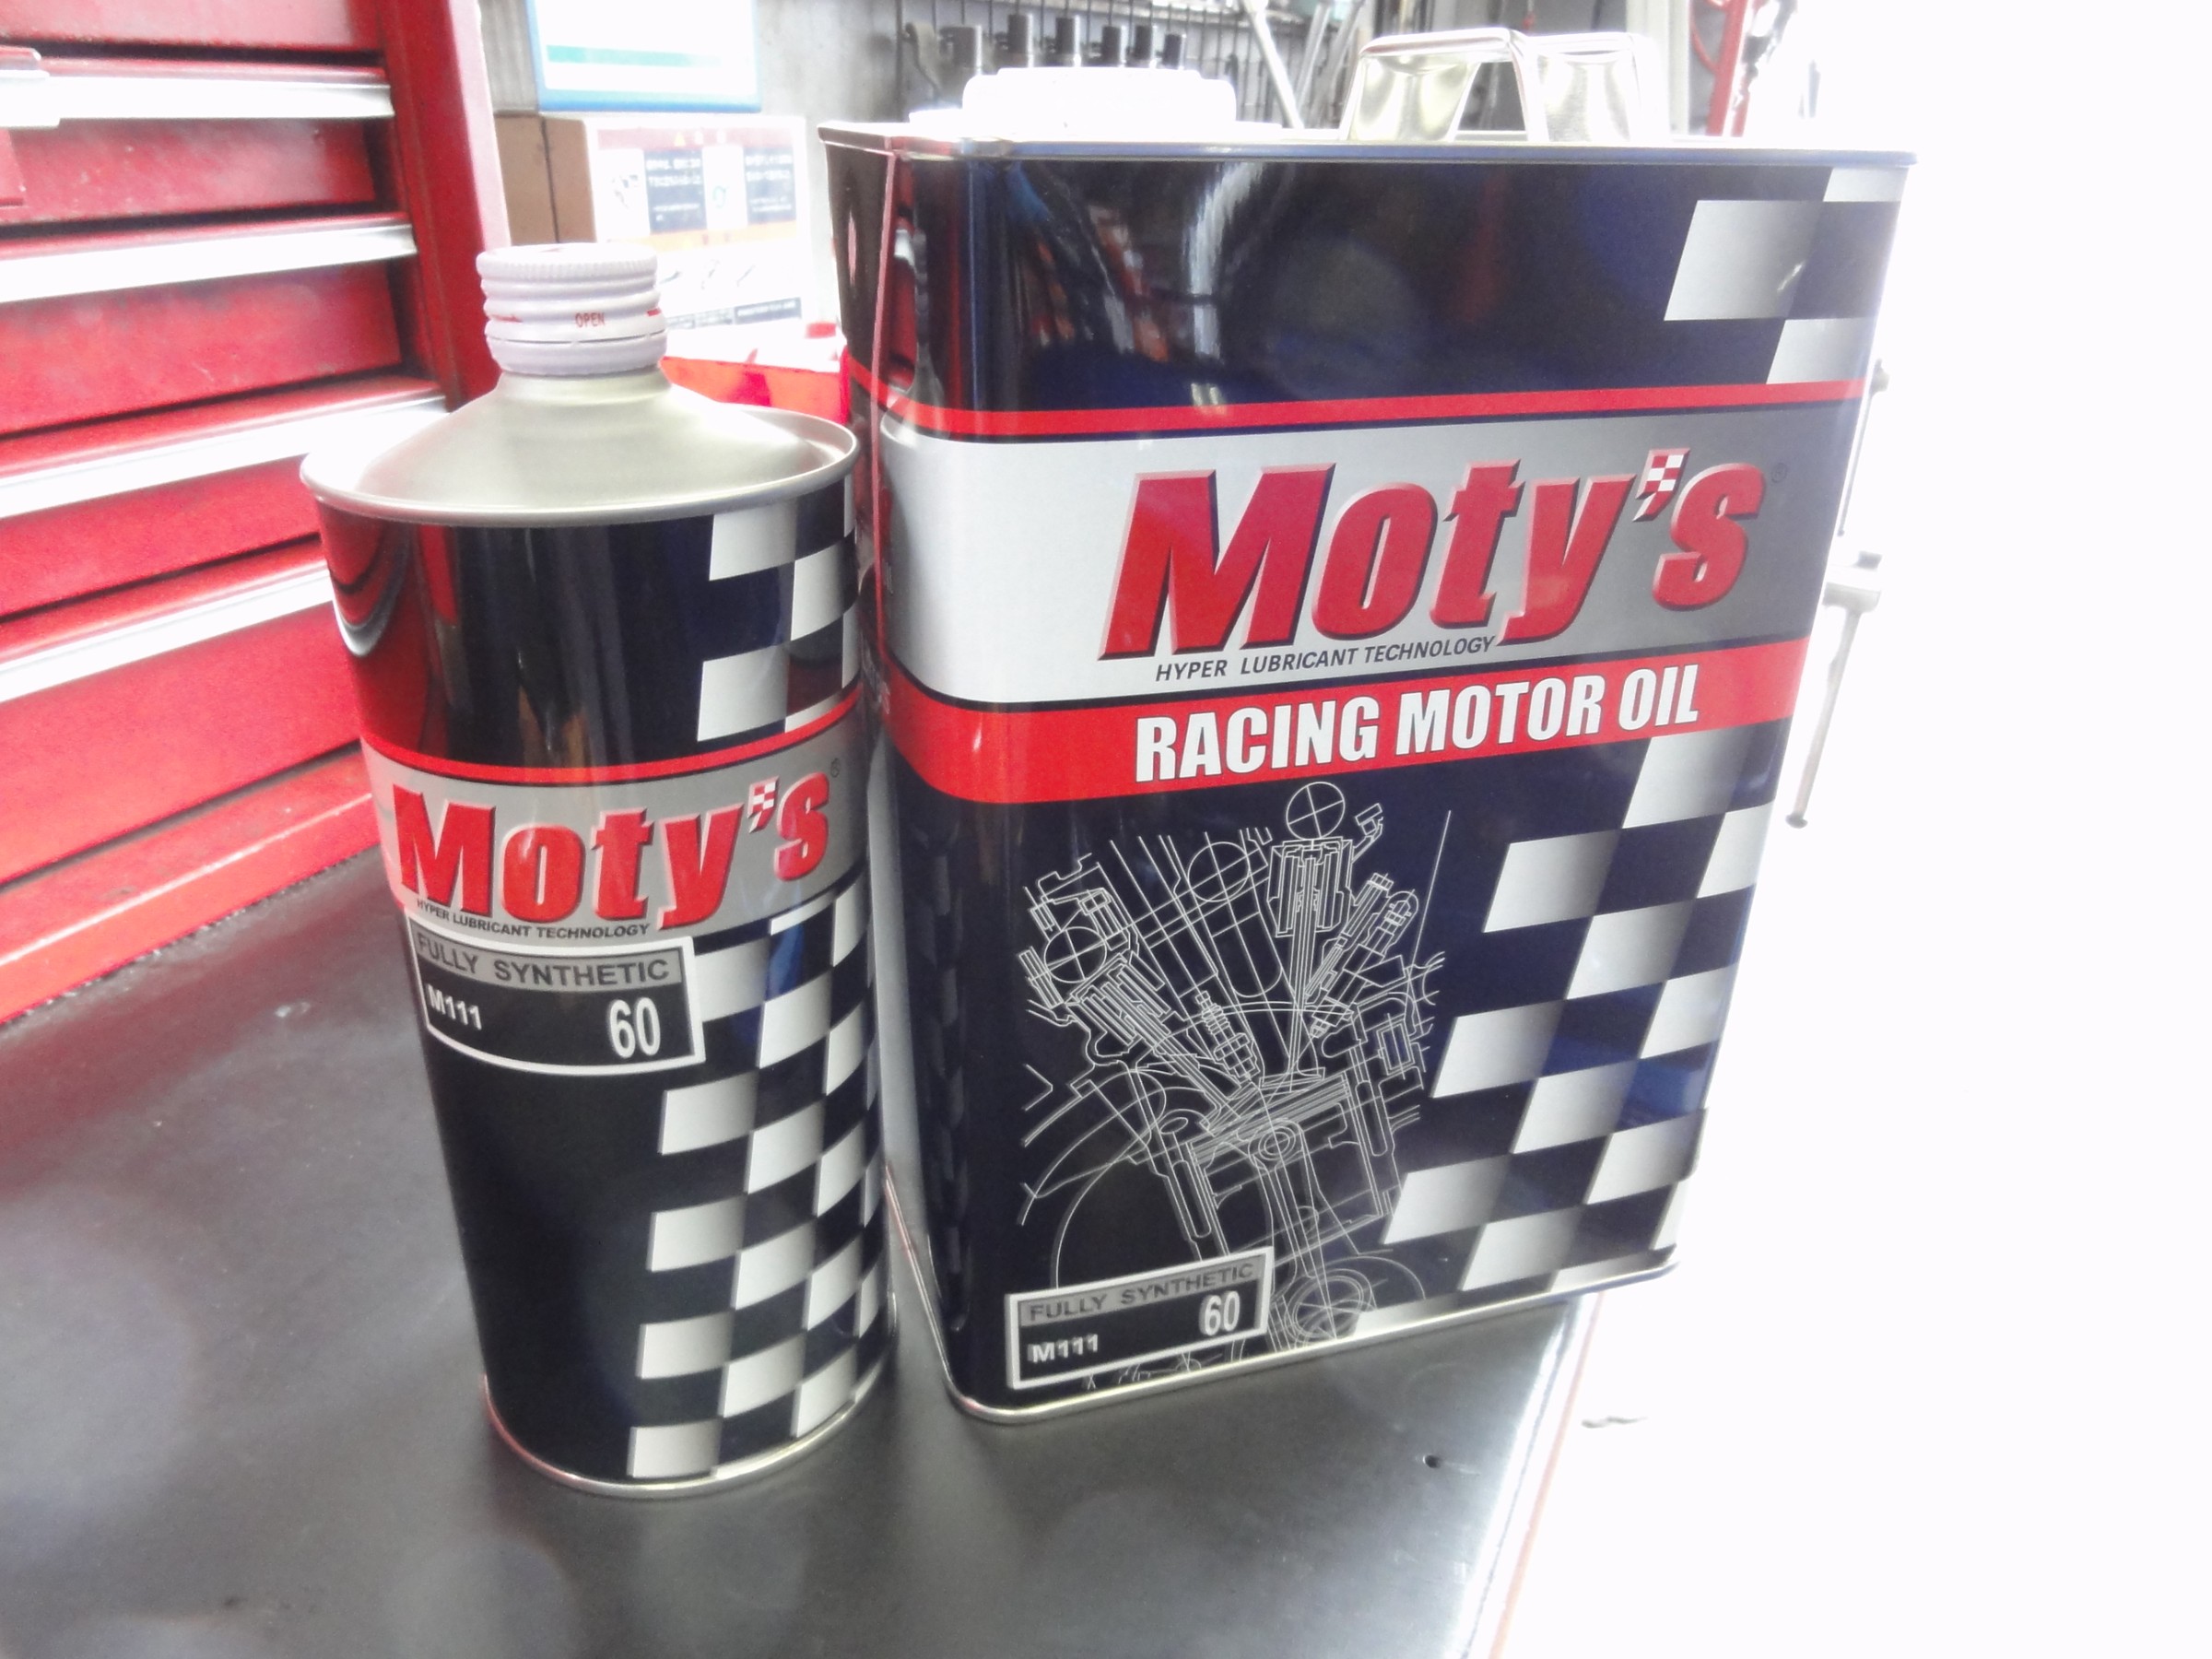 OPEN
Moty's ®
HYPER LUBRICANT TECHNOLOGY
FULLY SYNTHETIC
M111 60
Moty's ®
HYPER LUBRICANT TECHNOLOGY
RACING MOTOR OIL
FULLY SYNTHETIC
M111 60